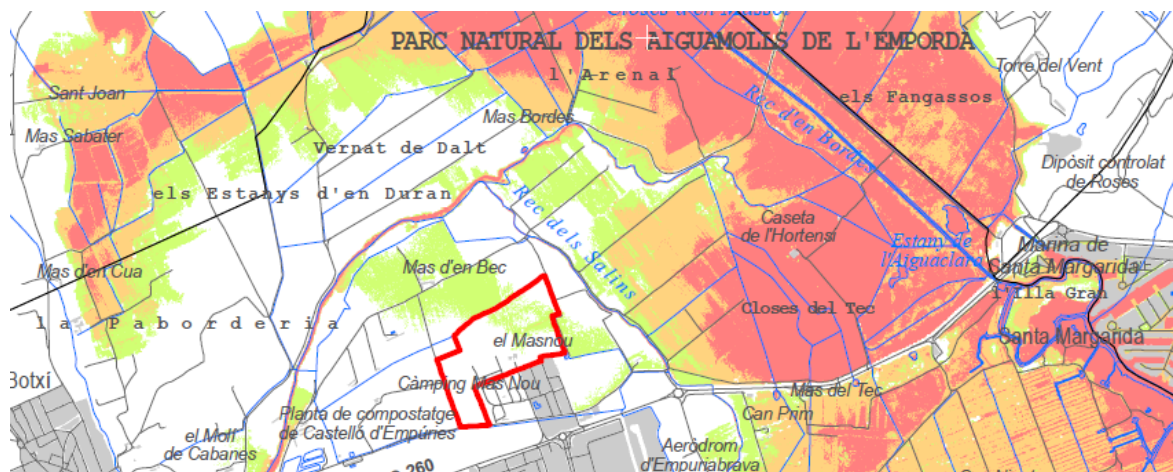 PARC NATURAL DELS AIGUAMOLLS DE L'EMPORDÀ
l'Arenal
Torre del Vent
Sant Joan
els Fangassos
Rec d'en Bordes
Mas Bordes
Mas Sabater
Vernat de Dalt
Dipòsit controlat
de Roses
els Estanys d'en Duran
Rec dels Salins
Caseta
de l'Hortensi
Estany de
l'Aiguaclara
Marina de
Santa Margarida
Mas d'en Bec
Mas d'en Cua
l'Illa Gran
Closes del Tec
la Paborderia
el Masnou
Santa Margarida
Botxí
Càmping Mas Nou
Mas del Tec
Planta de compostatge
de Castelló d'Empúries
Can Prim
el Molí
de Cabanes
Aeròdrom
d'Empuriabrava